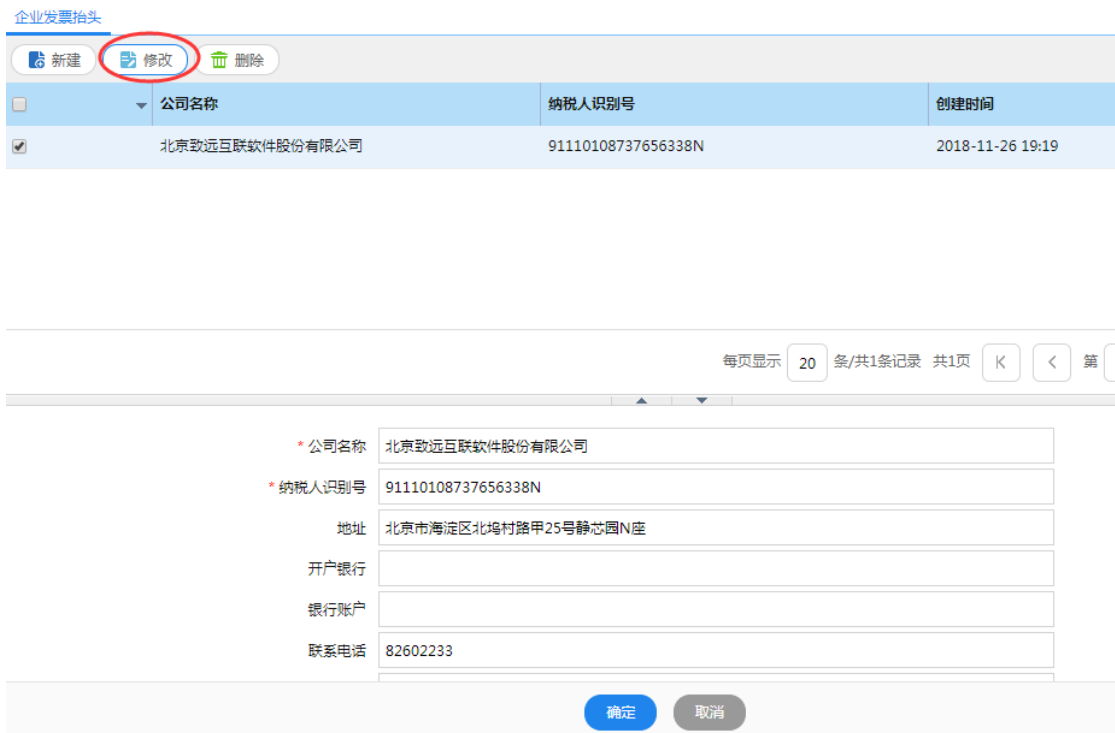 企业发票抬头
新建 修改 删除
公司名称 纳税人识别号 创建时间
北京致远互联软件股份有限公司 91110108737656338N 2018-11-26 19:19
每页显示 20 条/共1条记录 共1页 第
* 公司名称 北京致远互联软件股份有限公司
* 纳税人识别号 91110108737656338N
地址 北京市海淀区北坞村路甲25号静芯园N座
开户银行
银行账户
联系电话 82602233
确定 取消